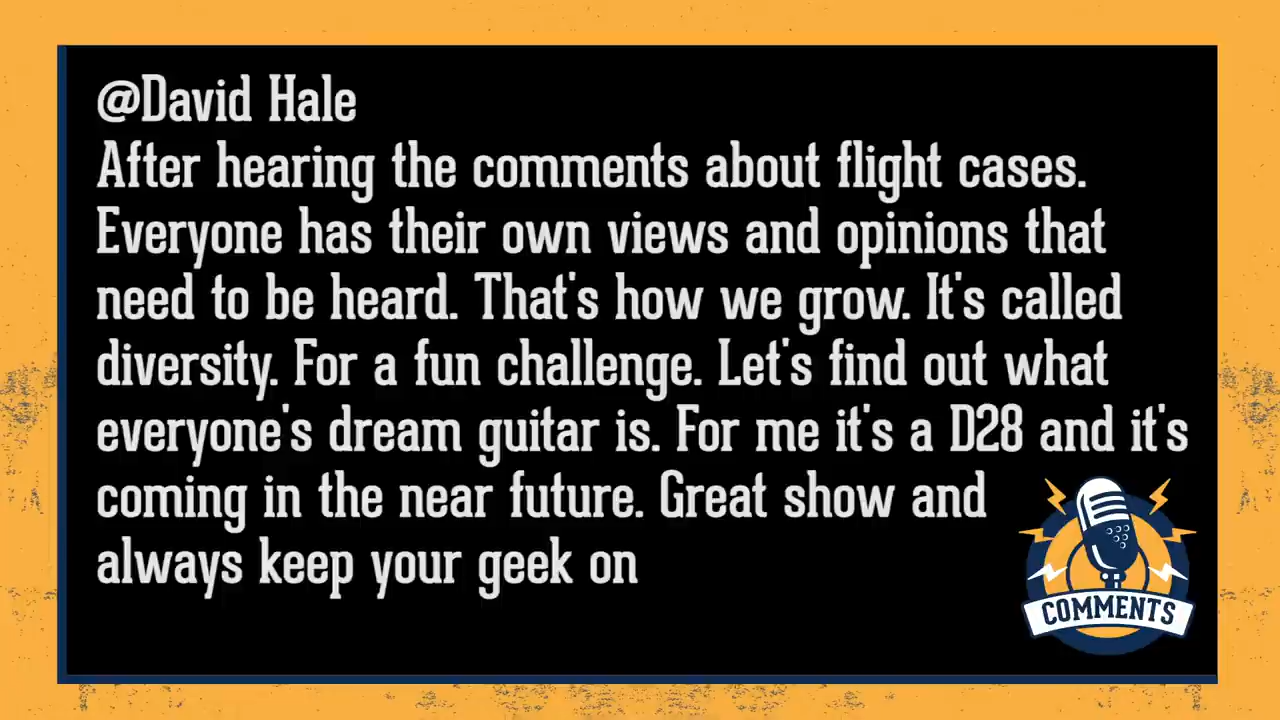 @David Hale
After hearing the comments about flight cases.
Everyone has their own views and opinions that
need to be heard. That's how we grow. It's called
diversity. For a fun challenge. Let's find out what
everyone's dream guitar is. For me it's a D28 and it's
coming in the near future. Great show and
always keep your geek on
COMMENTS